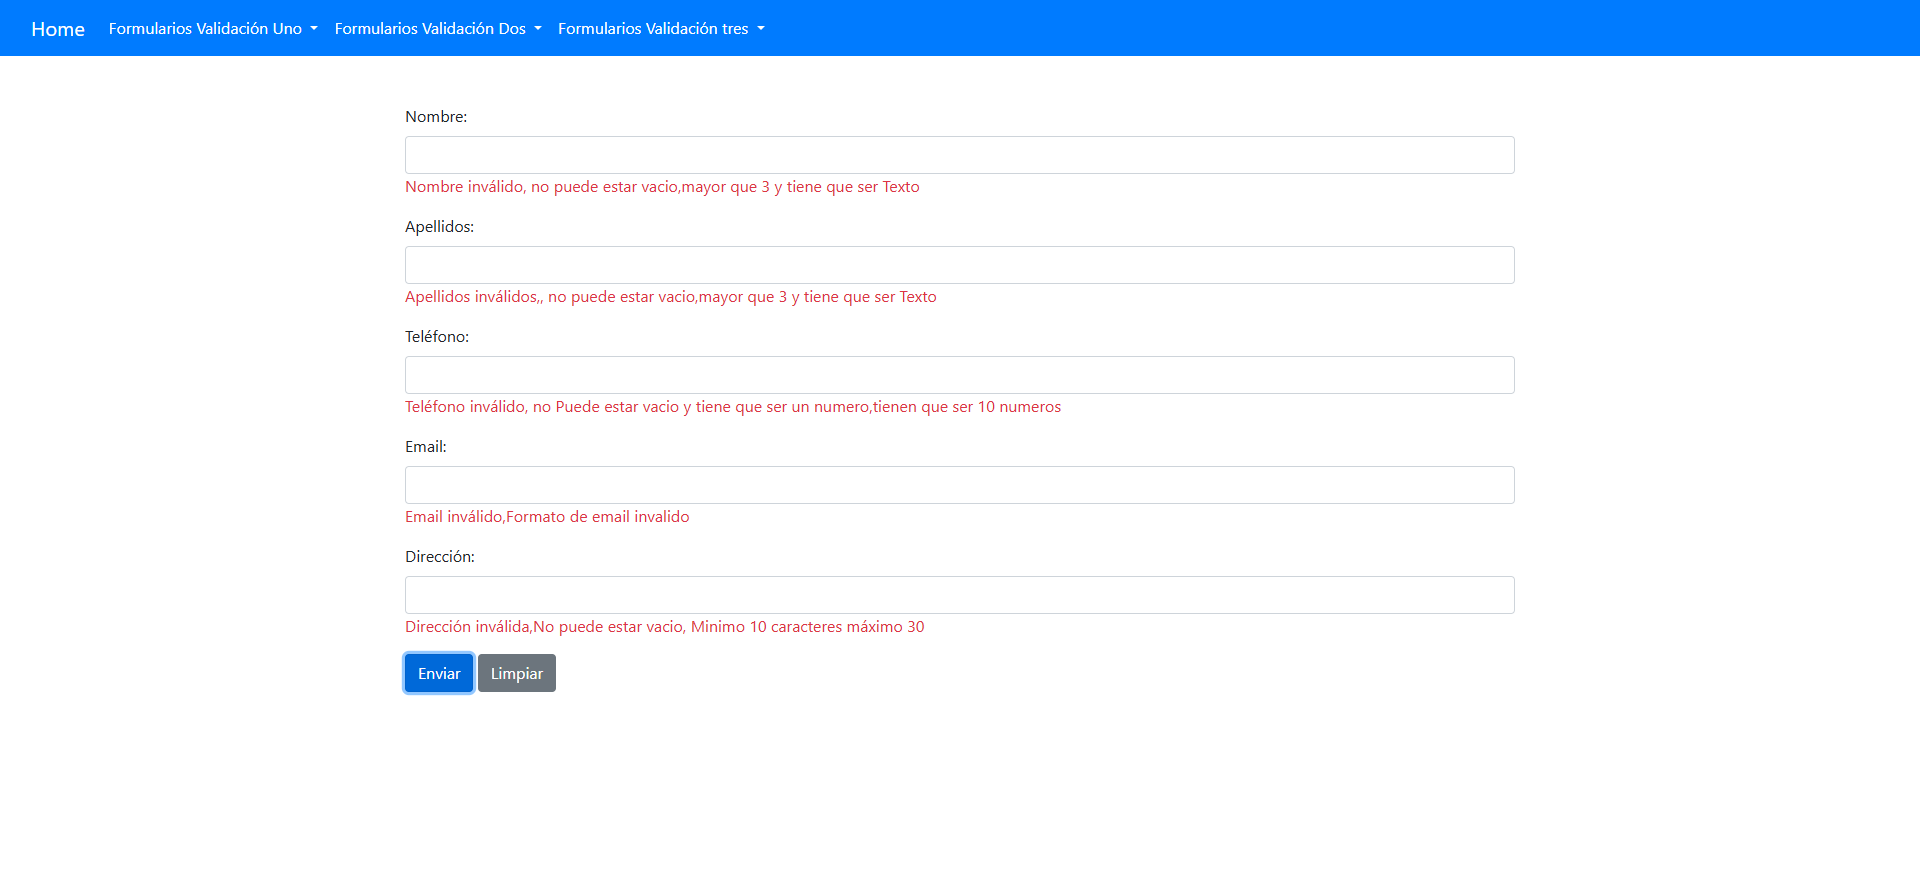 Home Formularios Validación Uno Formularios Validación Dos Formularios Validación tres
Nombre:
Nombre inválido, no puede estar vacio,mayor que 3 y tiene que ser Texto
Apellidos:
Apellidos inválidos,, no puede estar vacio,mayor que 3 y tiene que ser Texto
Teléfono:
Teléfono inválido, no Puede estar vacio y tiene que ser un numero,tienen que ser 10 numeros
Email:
Email inválido,Formato de email invalido
Dirección:
Dirección inválida,No puede estar vacio, Minimo 10 caracteres máximo 30
Enviar Limpiar